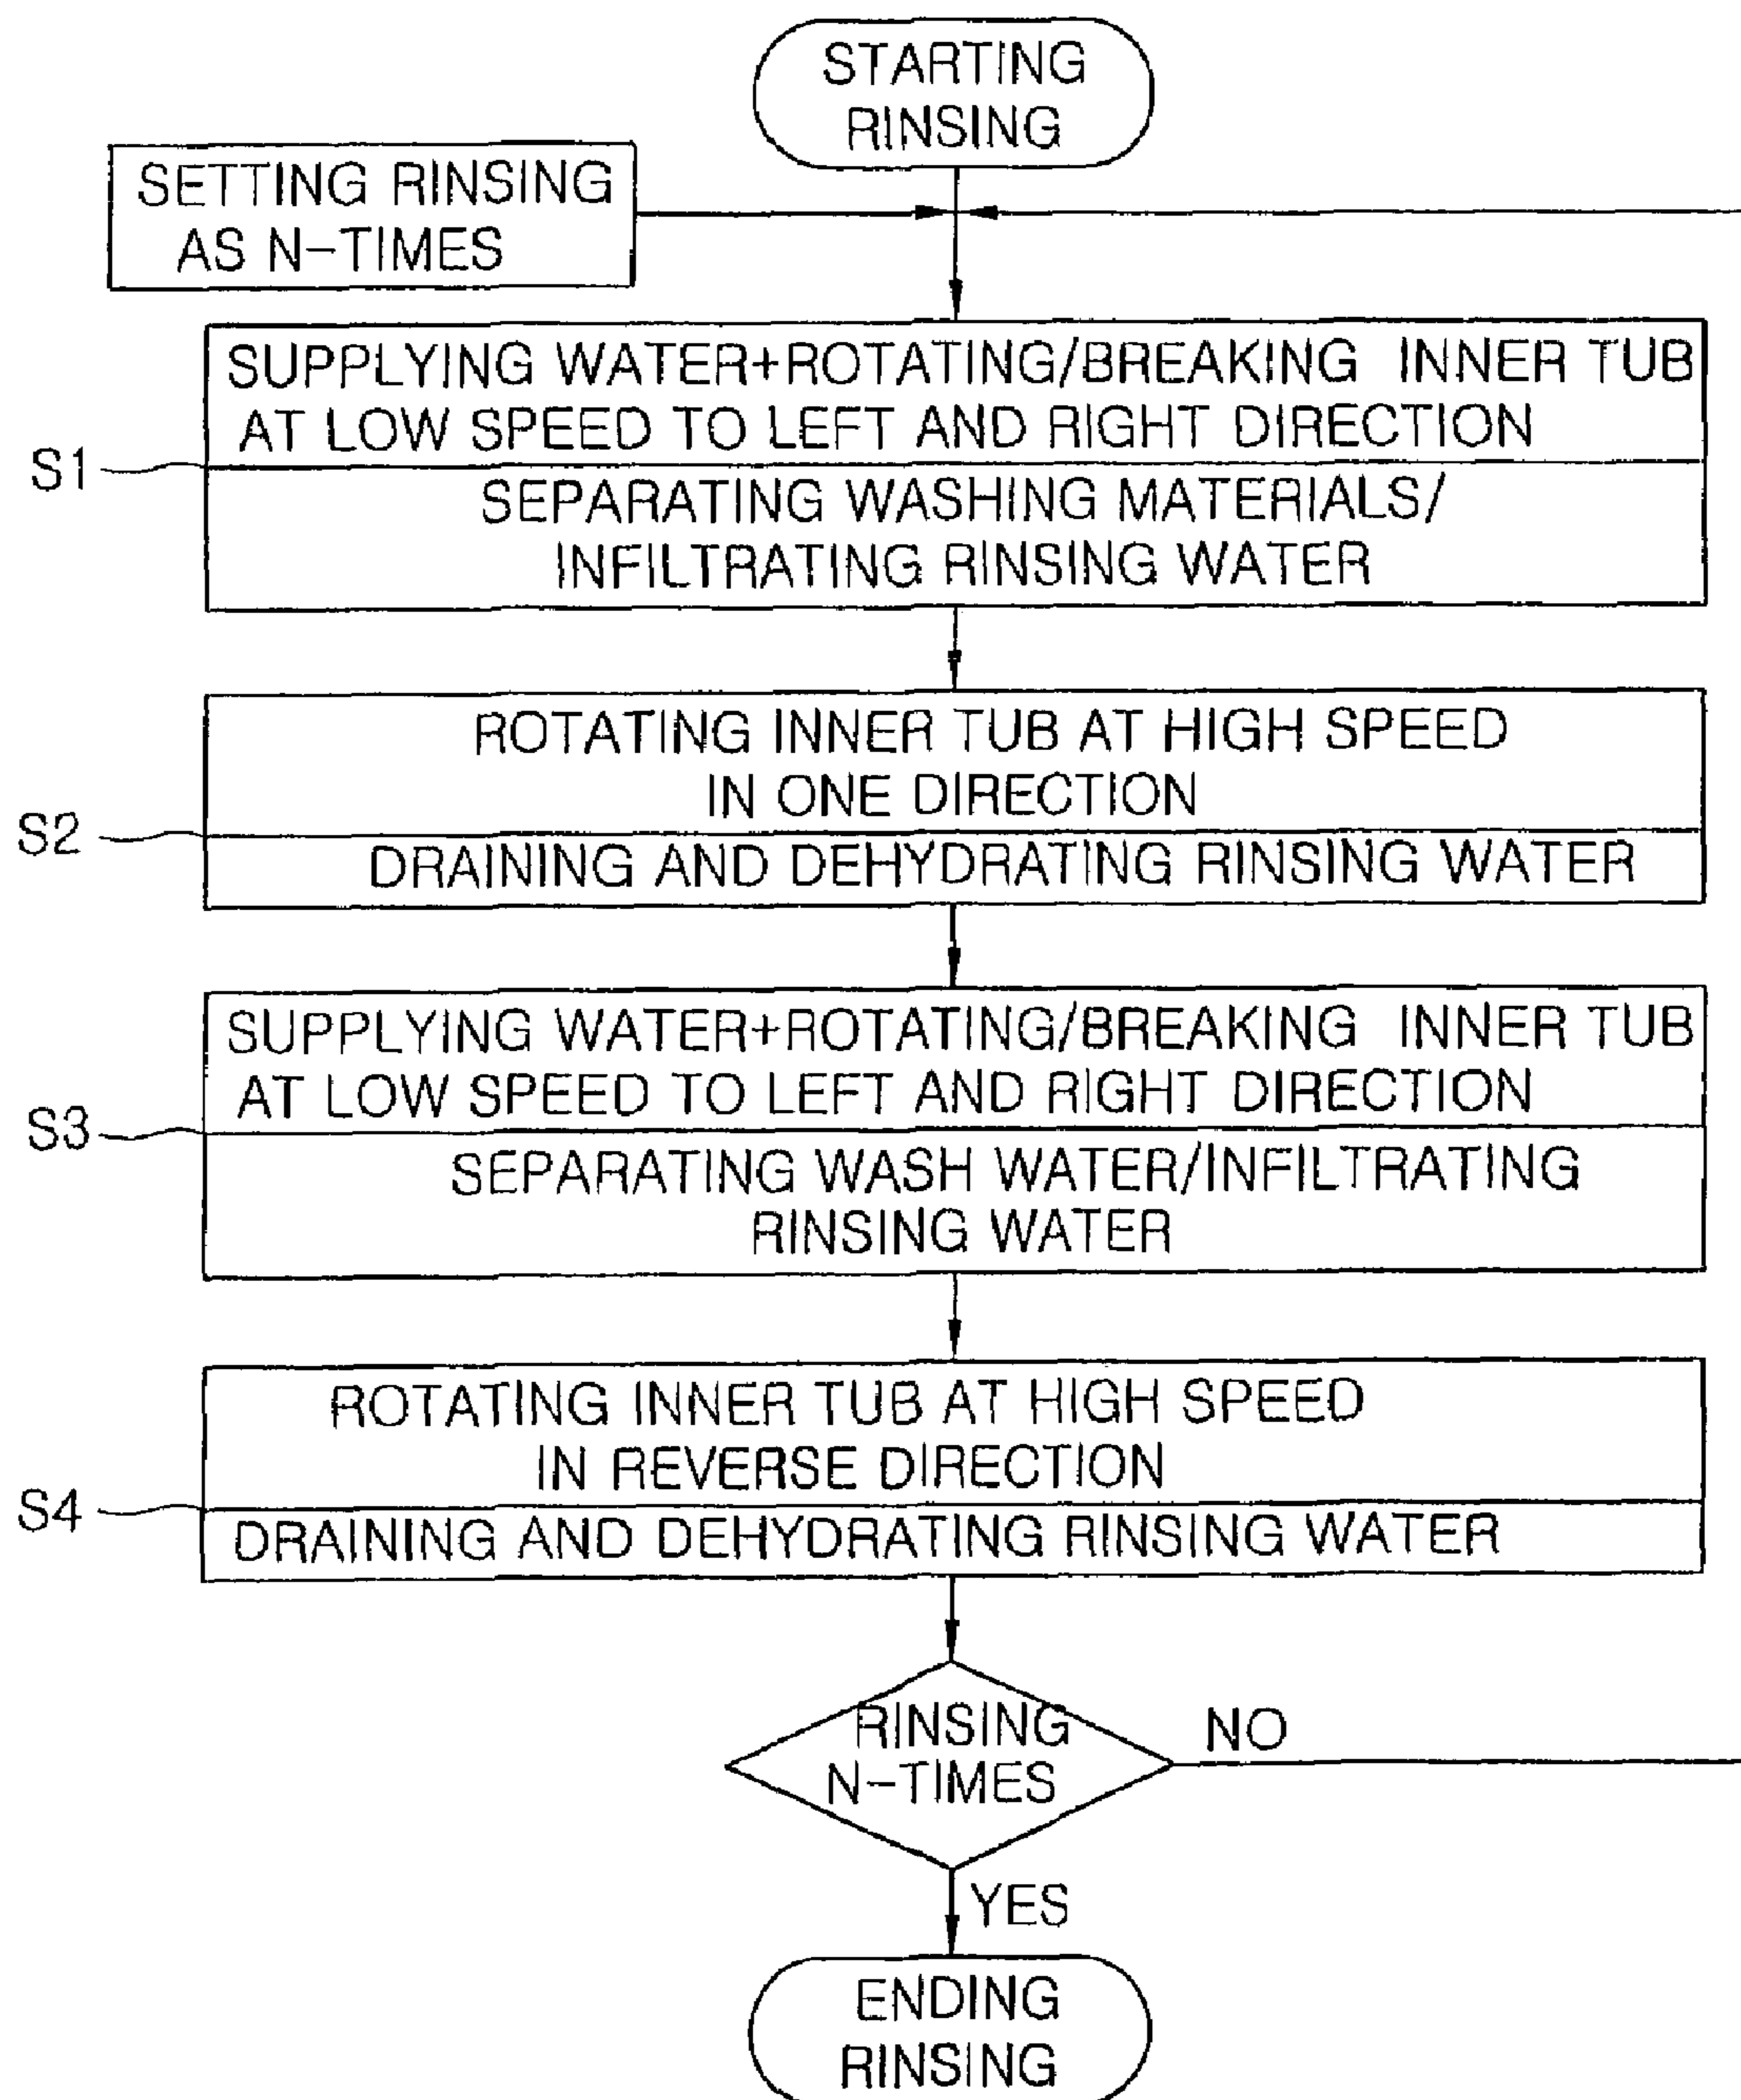 STARTING
RINSING
SETTING RINSING
AS N-TIMES
SUPPLYING WATER+ROTATING/BREAKING INNER TUB
AT LOW SPEED TO LEFT AND RIGHT DIRECTION
S1
SEPARATING WASHING MATERIALS/
INFILTRATING RINSING WATER
ROTATING INNER TUB AT HIGH SPEED
IN ONE DIRECTION
S2
DRAINING AND DEHYDRATING RINSING WATER
SUPPLYING WATER+ROTATING/BREAKING INNER TUB
AT LOW SPEED TO LEFT AND RIGHT DIRECTION
S3
SEPARATING WASH WATER/INFILTRATING
RINSING WATER
ROTATING INNER TUB AT HIGH SPEED
IN REVERSE DIRECTION
S4
DRAINING AND DEHYDRATING RINSING WATER
RINSING
N-TIMES
NO
YES
ENDING
RINSING